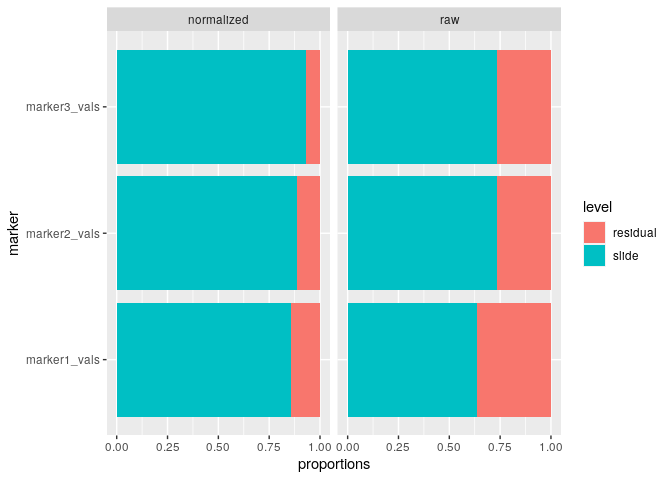 normalized
raw
marker3_vals
marker2_vals
marker1_vals
marker
0.00 0.25 0.50 0.75 1.00 0.00 0.25 0.50 0.75 1.00
proportions
level
residual
slide